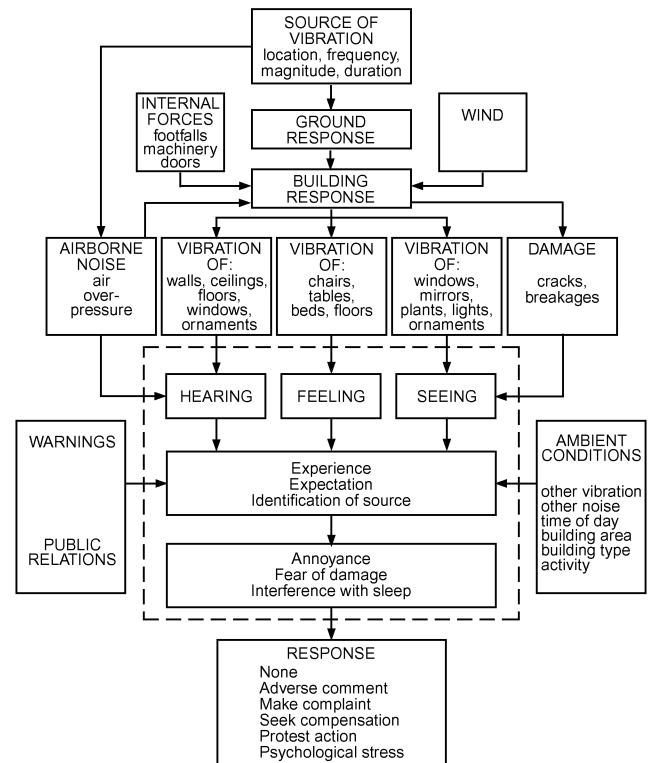 SOURCE OF
VIBRATION
location, frequency,
magnitude, duration
INTERNAL
FORCES
footfalls
machinery
doors
GROUND
RESPONSE
WIND
BUILDING
RESPONSE
AIRBORNE
NOISE
air
over-
pressure
VIBRATION
OF:
walls, ceilings,
floors,
windows,
ornaments
VIBRATION
OF:
chairs,
tables,
beds, floors
VIBRATION
OF:
windows,
mirrors,
plants, lights,
ornaments
DAMAGE
cracks,
breakages
HEARING
FEELING
SEEING
WARNINGS
PUBLIC
RELATIONS
Experience
Expectation
Identification of source
AMBIENT
CONDITIONS
other vibration
other noise
time of day
building area
building type
activity
Annoyance
Fear of damage
Interference with sleep
RESPONSE
None
Adverse comment
Make complaint
Seek compensation
Protest action
Psychological stress